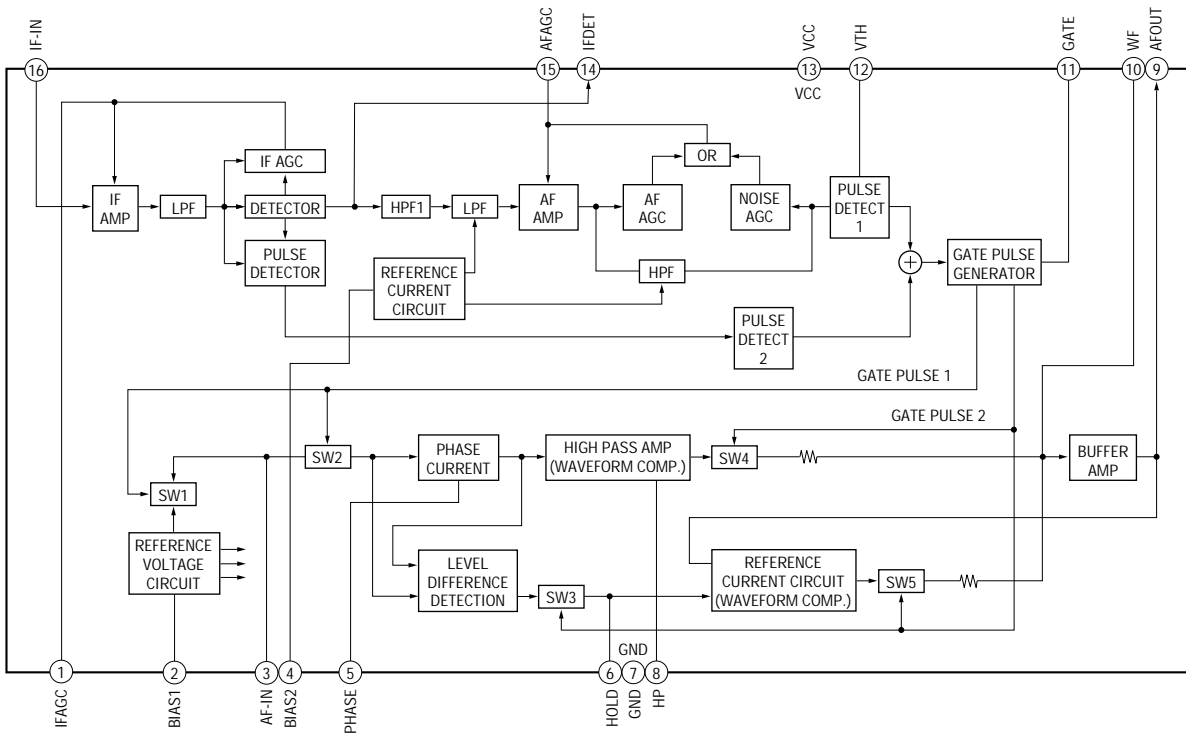 IF-IN
AFAGC
IFDET
VCC
VTH
GATE
WF
AFOUT
16
15
14
13
12
11
10
9
VCC
IF AGC
OR
IF
AMP
LPF
DETECTOR
HPF1
LPF
AF
AMP
AF
AGC
NOISE
AGC
PULSE
DETECT
1
PULSE
DETECTOR
REFERENCE
CURRENT
CIRCUIT
HPF
+
GATE PULSE
GENERATOR
PULSE
DETECT
2
GATE PULSE 1
GATE PULSE 2
SW2
PHASE
CURRENT
HIGH PASS AMP
(WAVEFORM COMP.)
SW4
BUFFER
AMP
SW1
REFERENCE
VOLTAGE
CIRCUIT
LEVEL
DIFFERENCE
DETECTION
SW3
REFERENCE
CURRENT CIRCUIT
(WAVEFORM COMP.)
SW5
GND
1
2
3
4
5
6
7
8
IFAGC
BIAS1
AF-IN
BIAS2
PHASE
HOLD
GND
HP